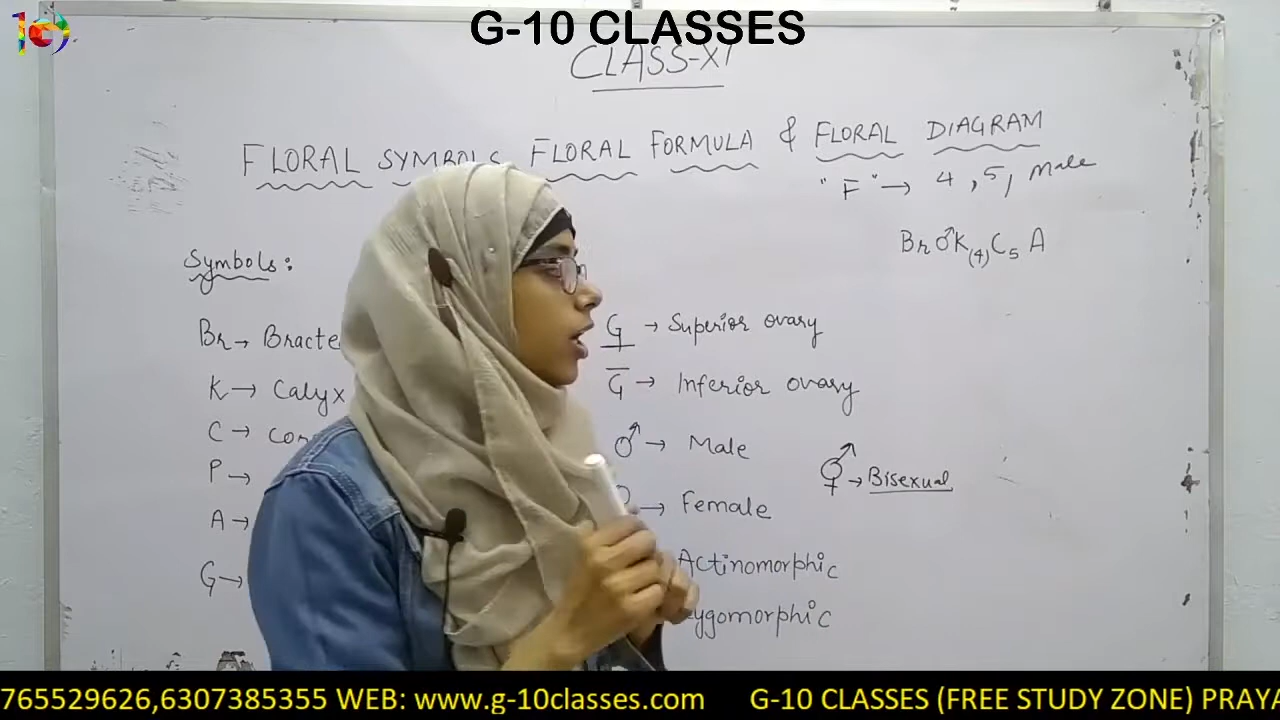 G-10 CLASSES
CLASS-XI
FLORAL SYMBOLS FLORAL FORMULA & FLORAL DIAGRAM
"F" → 4, 5, Male
Br ♂ K(4) C5 A
Symbols:
Br → Bracte
K → Calyx
C →
P →
A →
G →
G → Superior ovary
G̅ → Inferior ovary
♂ → Male
→ Female
Actinomorphic
ygomorphic
⚥ → Bisexual
765529626,6307385355 WEB: www.g-10classes.com G-10 CLASSES (FREE STUDY ZONE) PRAYA